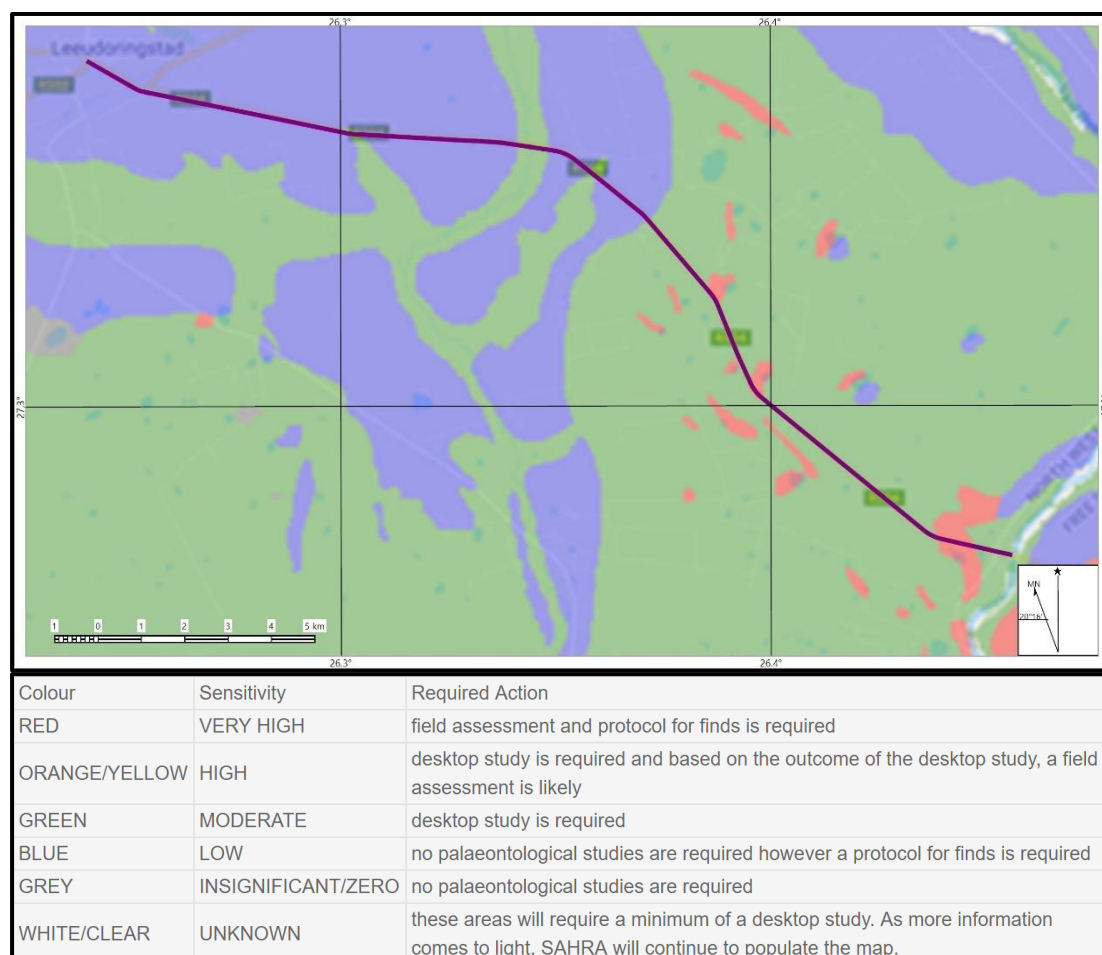 26.3°
26.4°
Leeudoringstad
27.3°
NORTH WES
FREE
MN
20°16'
1 0 1 2 3 4 5 km
26.3°
26.4°
Colour Sensitivity Required Action
RED VERY HIGH field assessment and protocol for finds is required
ORANGE/YELLOW HIGH desktop study is required and based on the outcome of the desktop study, a field
assessment is likely
GREEN MODERATE desktop study is required
BLUE LOW no palaeontological studies are required however a protocol for finds is required
GREY INSIGNIFICANT/ZERO no palaeontological studies are required
WHITE/CLEAR UNKNOWN these areas will require a minimum of a desktop study. As more information
comes to light, SAHRA will continue to populate the map.